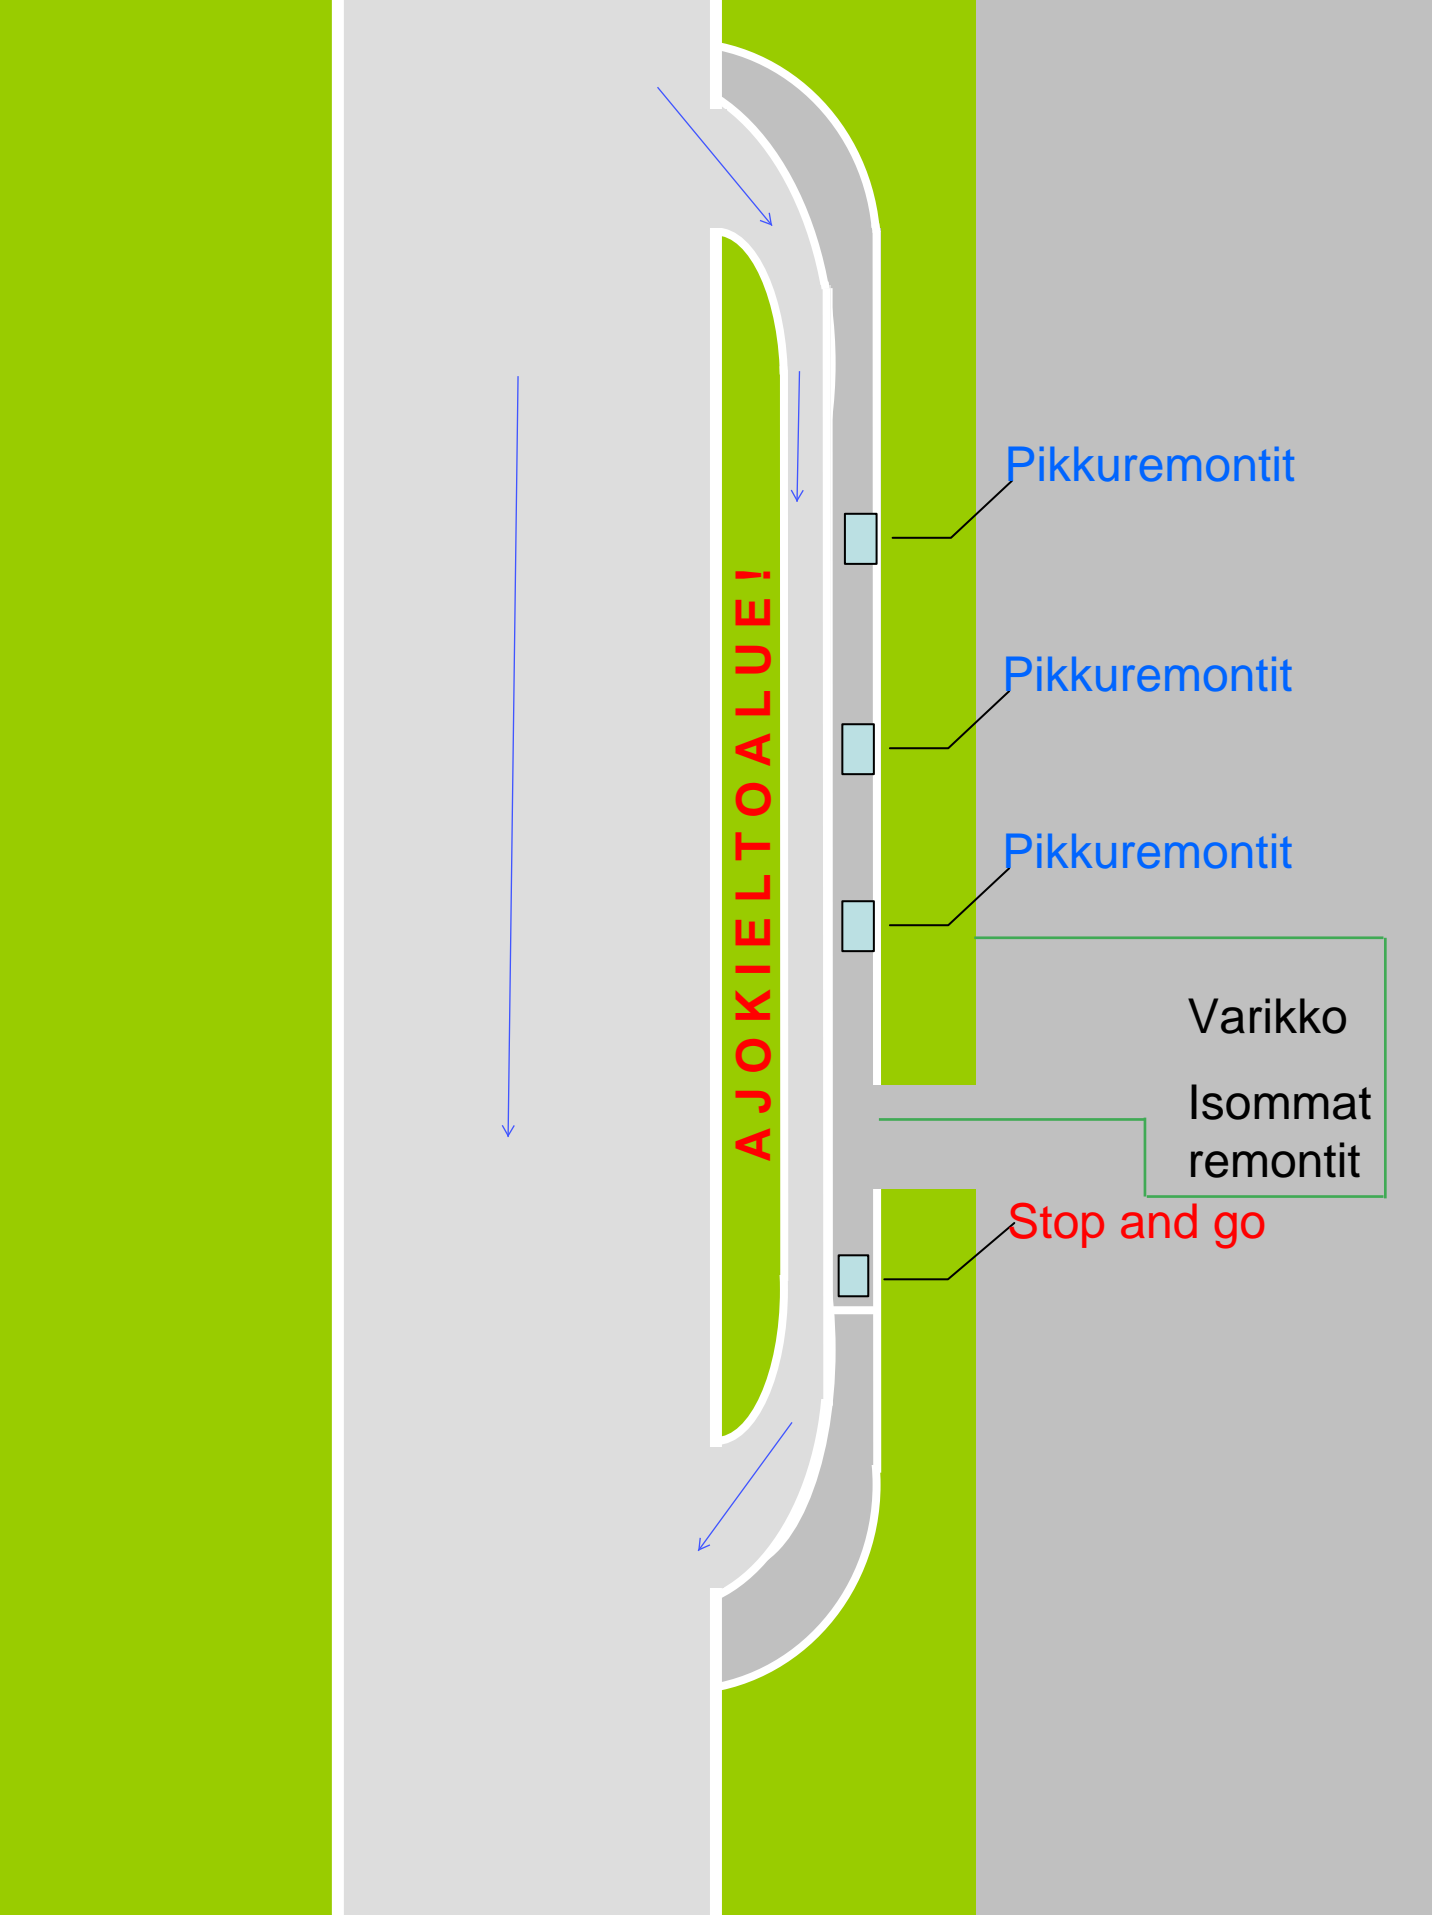 Pikkuremontit
Pikkuremontit
Pikkuremontit
AJOKIELTOALUE!
Varikko
Isommat
remontit
Stop and go